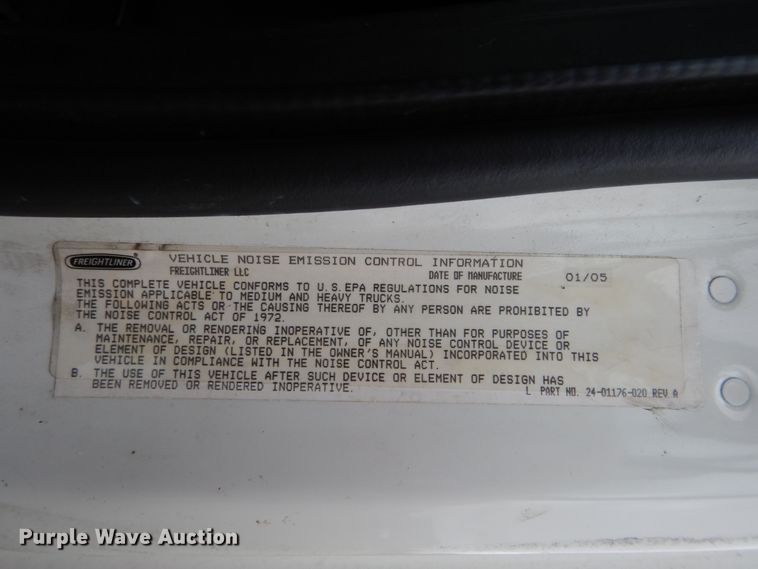 FREIGHTLINER VEHICLE NOISE EMISSION CONTROL INFORMATION
FREIGHTLINER LLC DATE OF MANUFACTURE 01/05
THIS COMPLETE VEHICLE CONFORMS TO U.S.EPA REGULATIONS FOR NOISE
EMISSION APPLICABLE TO MEDIUM AND HEAVY TRUCKS.
THE FOLLOWING ACTS OR THE CAUSING THEREOF BY ANY PERSON ARE PROHIBITED BY
THE NOISE CONTROL ACT OF 1972.
A. THE REMOVAL OR RENDERING INOPERATIVE OF, OTHER THAN FOR PURPOSES OF
MAINTENANCE, REPAIR, OR REPLACEMENT, OF ANY NOISE CONTROL DEVICE OR
ELEMENT OF DESIGN (LISTED IN THE OWNER'S MANUAL) INCORPORATED INTO THIS
VEHICLE IN COMPLIANCE WITH THE NOISE CONTROL ACT.
B. THE USE OF THIS VEHICLE AFTER SUCH DEVICE OR ELEMENT OF DESIGN HAS
BEEN REMOVED OR RENDERED INOPERATIVE.
L PART NO. 24-01176-020 REV A
Purple Wave Auction